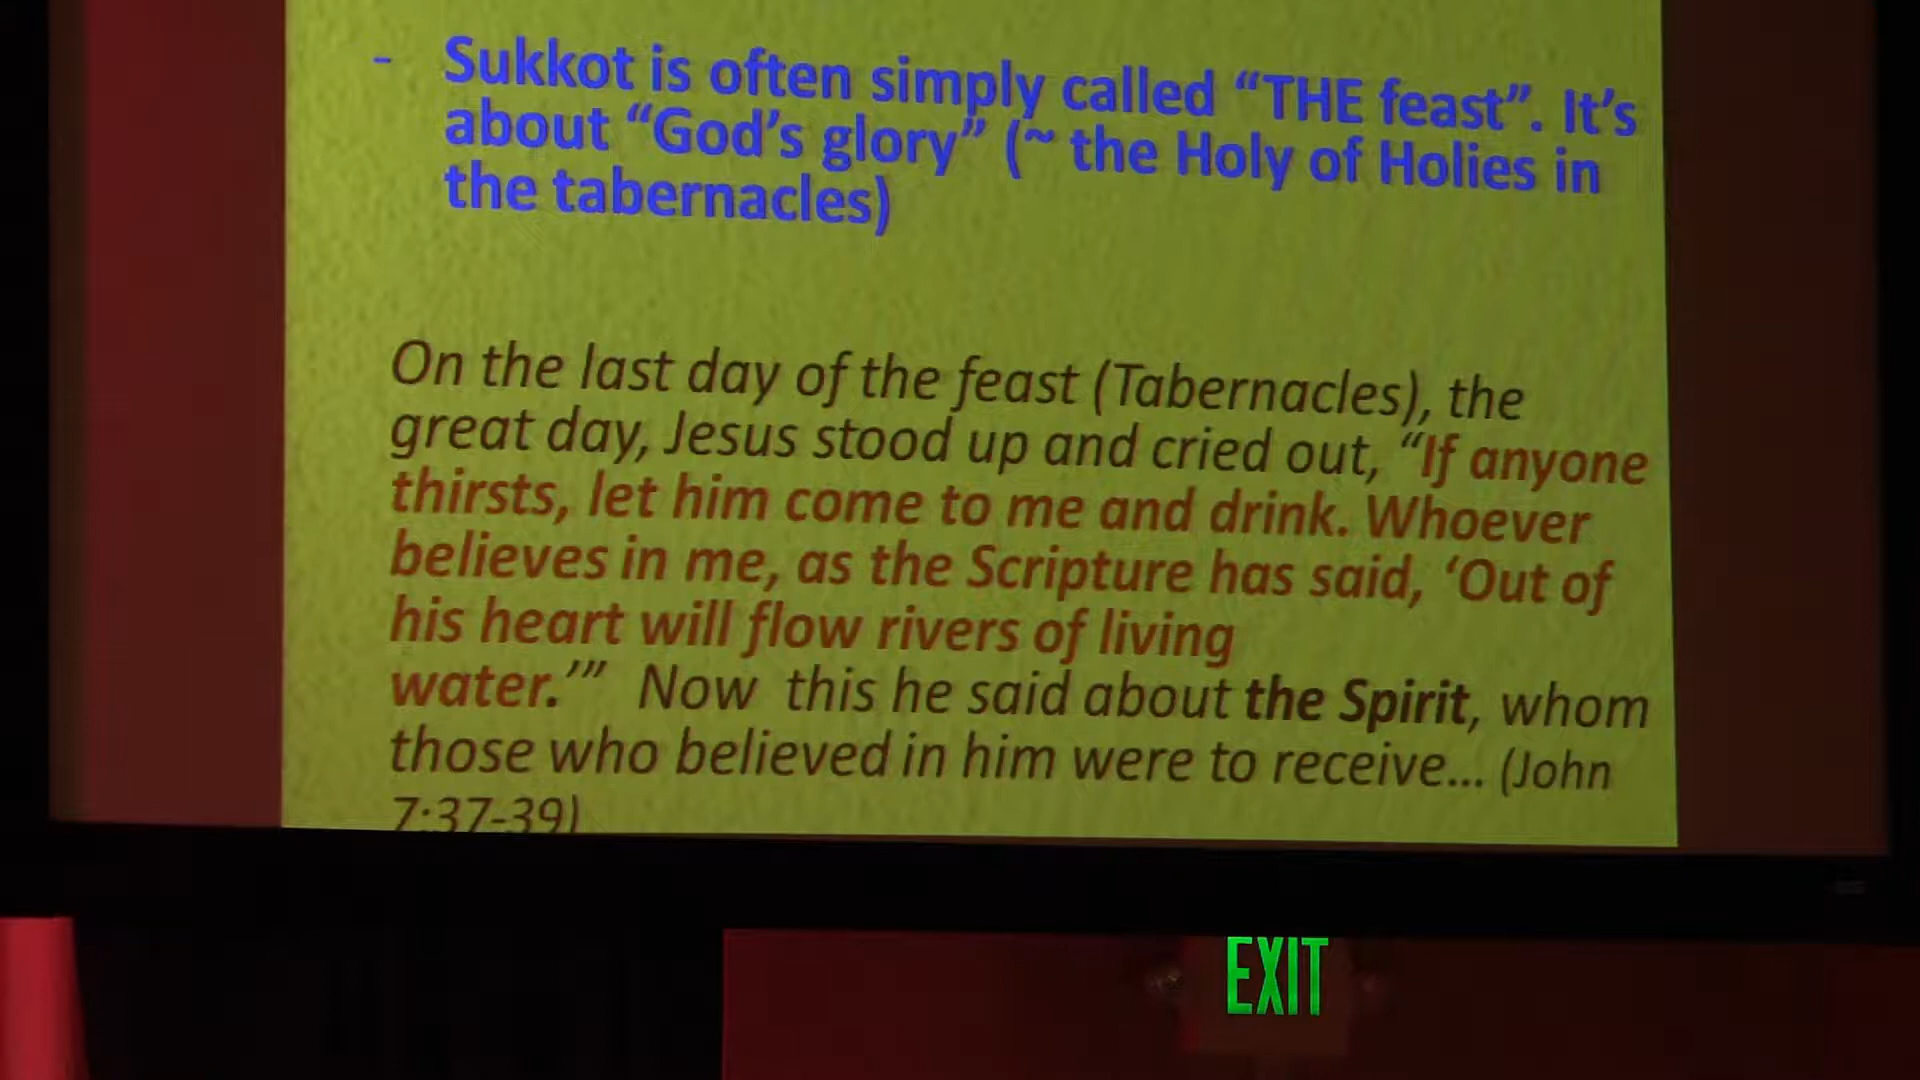 - Sukkot is often simply called “THE feast”. It’s
about “God’s glory” (~ the Holy of Holies in
the tabernacles)
On the last day of the feast (Tabernacles), the
great day, Jesus stood up and cried out, “If anyone
thirsts, let him come to me and drink. Whoever
believes in me, as the Scripture has said, ‘Out of
his heart will flow rivers of living
water.’” Now this he said about the Spirit, whom
those who believed in him were to receive... (John
7:37-39)
EXIT